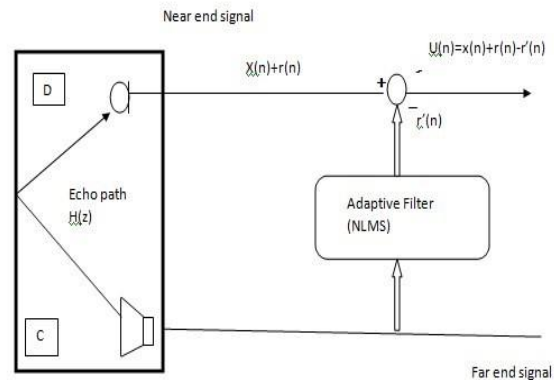 Near end signal
U(n)=x(n)+r(n)-r’(n)
X(n)+r(n)
D
+
–
r’(n)
Echo path
H(z)
Adaptive Filter
(NLMS)
C
Far end signal